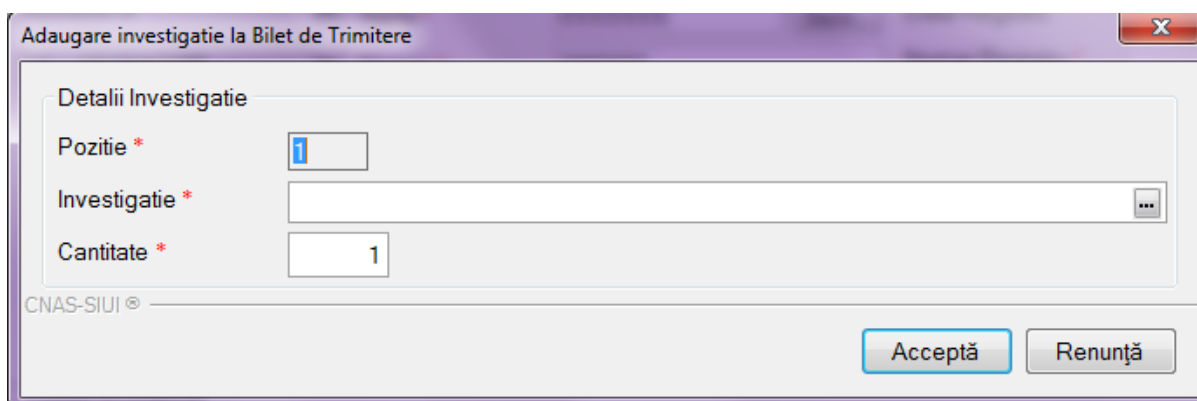 Adaugare investigatie la Bilet de Trimitere
Detalii Investigatie
Pozitie * 1
Investigatie * ...
Cantitate * 1
CNAS-SIUI ®
Acceptă Renunţă